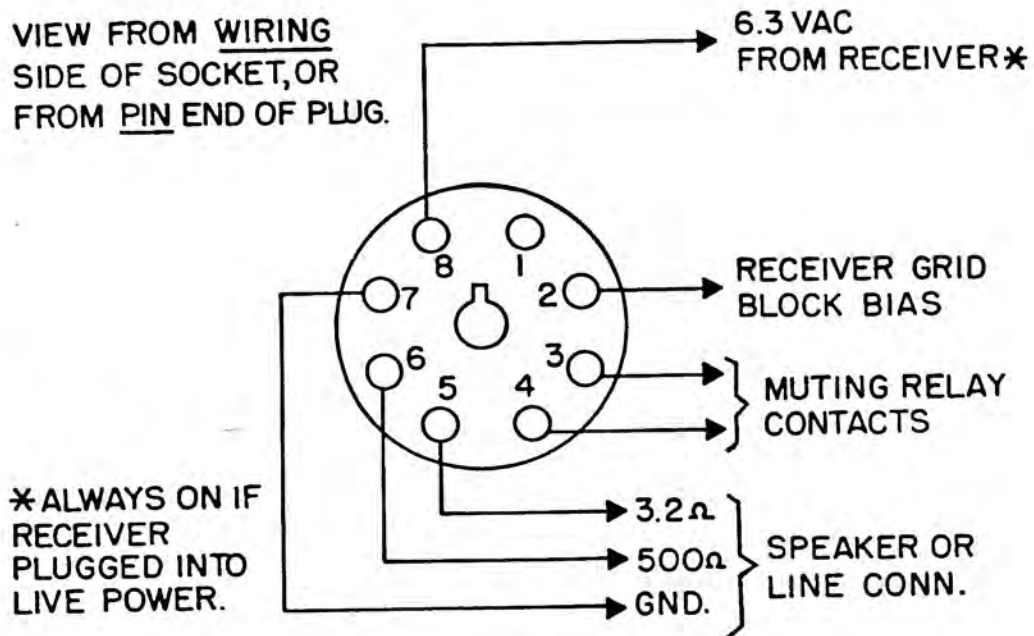 VIEW FROM WIRING
SIDE OF SOCKET, OR
FROM PIN END OF PLUG.
6.3 VAC
FROM RECEIVER*
8
1
7
2
RECEIVER GRID
BLOCK BIAS
6
3
5
4
MUTING RELAY
CONTACTS
*ALWAYS ON IF
RECEIVER
PLUGGED INTO
LIVE POWER.
3.2Ω
500Ω
GND.
SPEAKER OR
LINE CONN.